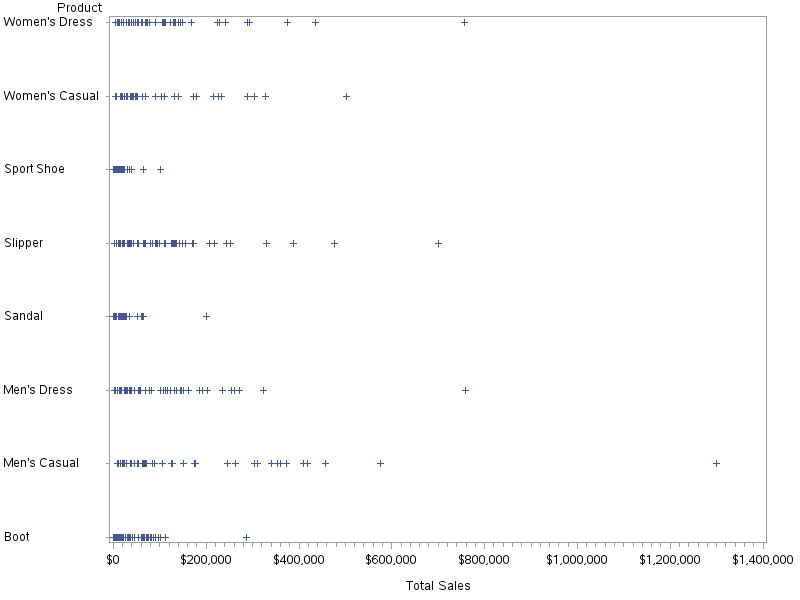 Product
Women's Dress
Women's Casual
Sport Shoe
Slipper
Sandal
Men's Dress
Men's Casual
Boot
$0 $200,000 $400,000 $600,000 $800,000 $1,000,000 $1,200,000 $1,400,000
Total Sales